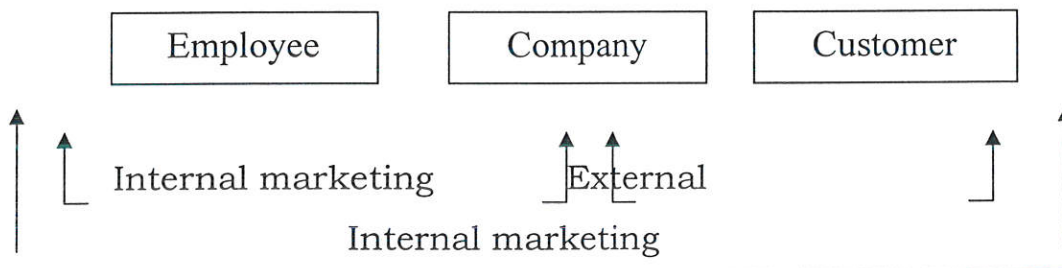 Employee Company Customer
Internal marketing External
Internal marketing